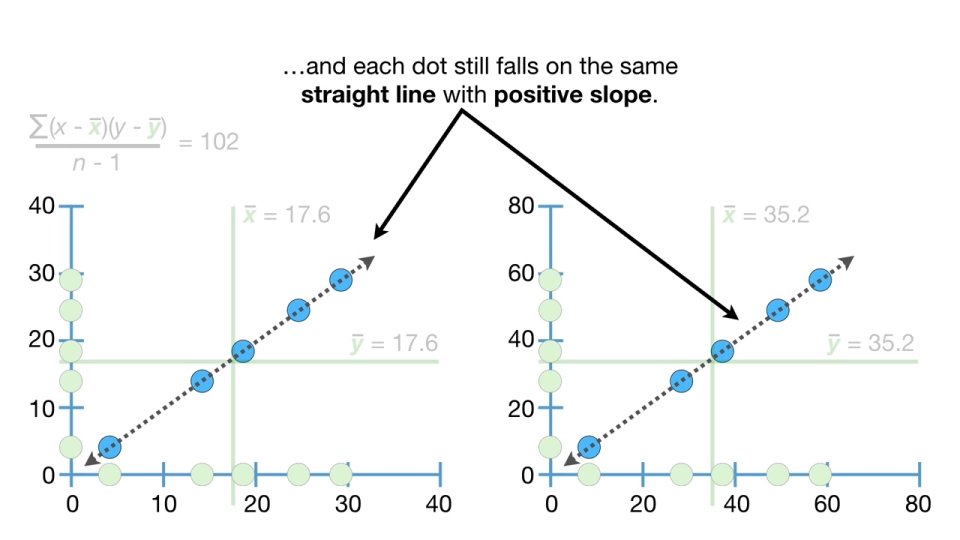 …and each dot still falls on the same
straight line with positive slope.
∑(x - x̄)(y - ȳ)
n - 1
= 102
40
30
20
10
0
x̄ = 17.6
ȳ = 17.6
0 10 20 30 40
80
60
40
20
0
x̄ = 35.2
ȳ = 35.2
0 20 40 60 80